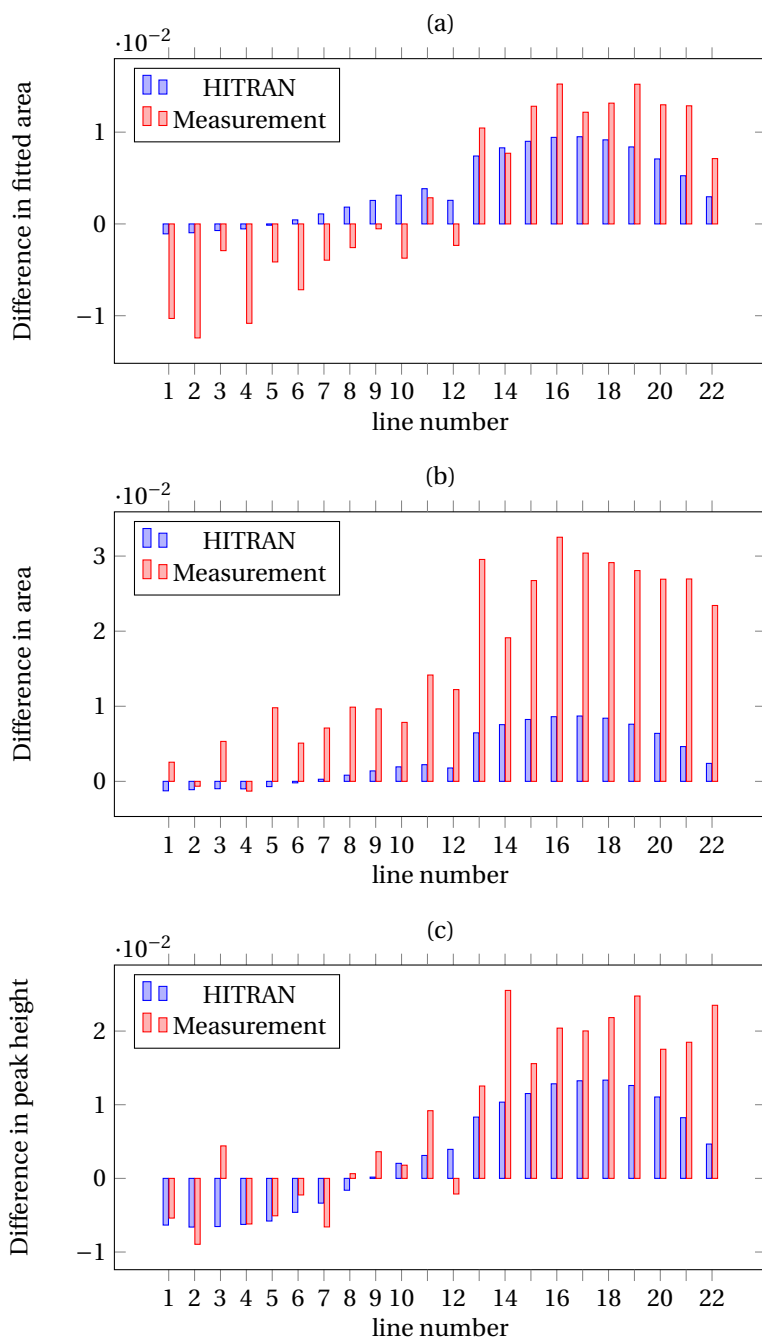 (a)
·10⁻²
HITRAN
Measurement
Difference in fitted area
1
0
−1
1 2 3 4 5 6 7 8 9 10 12 14 16 18 20 22
line number
(b)
·10⁻²
HITRAN
Measurement
Difference in area
3
2
1
0
1 2 3 4 5 6 7 8 9 10 12 14 16 18 20 22
line number
(c)
·10⁻²
HITRAN
Measurement
Difference in peak height
2
1
0
−1
1 2 3 4 5 6 7 8 9 10 12 14 16 18 20 22
line number